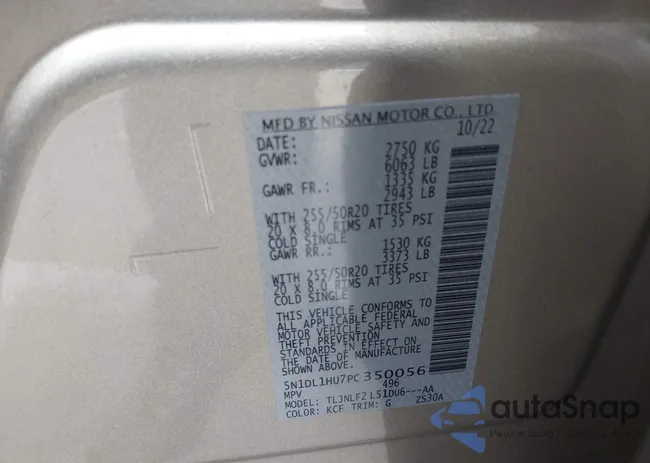 MFD BY NISSAN MOTOR CO., LTD.
DATE: 10/22
GVWR: 2750 KG
6063 LB
GAWR FR.: 1335 KG
2943 LB
WITH 255/50R20 TIRES
20 x 8.0 RIMS AT 35 PSI
COLD SINGLE
GAWR RR.: 1530 KG
3373 LB
WITH 255/50R20 TIRES
20 x 8.0 RIMS AT 35 PSI
COLD SINGLE
THIS VEHICLE CONFORMS TO
ALL APPLICABLE FEDERAL
MOTOR VEHICLE SAFETY AND
THEFT PREVENTION
STANDARDS IN EFFECT ON
THE DATE OF MANUFACTURE
SHOWN ABOVE.
5N1DL1HU7PC350056
MPV 496
MODEL: TLJNLF2 L51DU6---AA
COLOR: KCF TRIM: G ZS30A
autaSnap